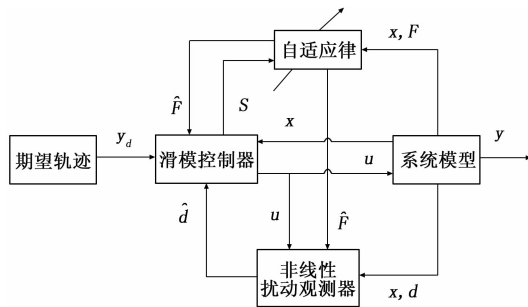 自适应律
x, F
F̂
S
x
y
y_d
期望轨迹
滑模控制器
系统模型
u
d̂
u
F̂
非线性
扰动观测器
x, d